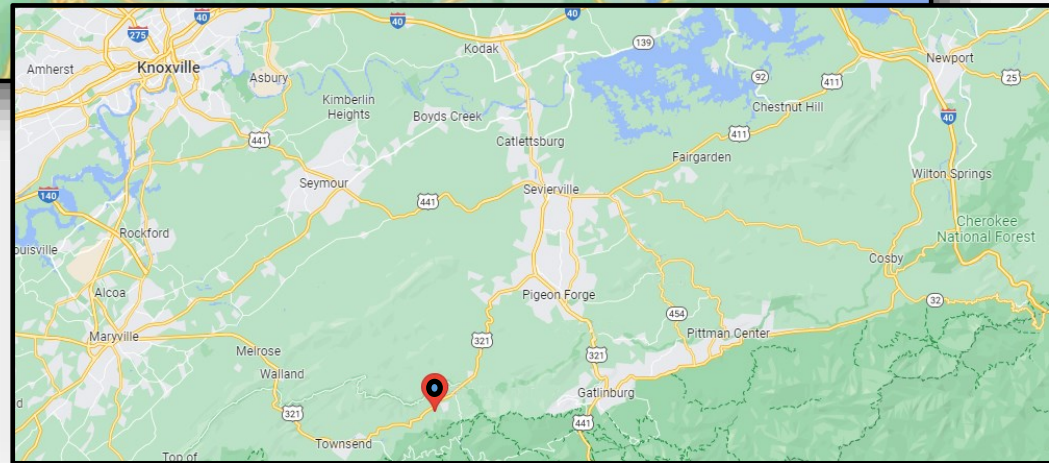 40
40
275
Kodak
139
Knoxville
Newport
Amherst
Asbury
92
25
411
Kimberlin
Heights
Chestnut Hill
Boyds Creek
40
411
Catlettsburg
441
Fairgarden
Wilton Springs
Seymour
Sevierville
140
441
441
Cherokee
National Forest
Rockford
ouisville
Cosby
Alcoa
Pigeon Forge
32
454
Maryville
Pittman Center
321
Melrose
321
Walland
Gatlinburg
d
321
441
Townsend
Top of